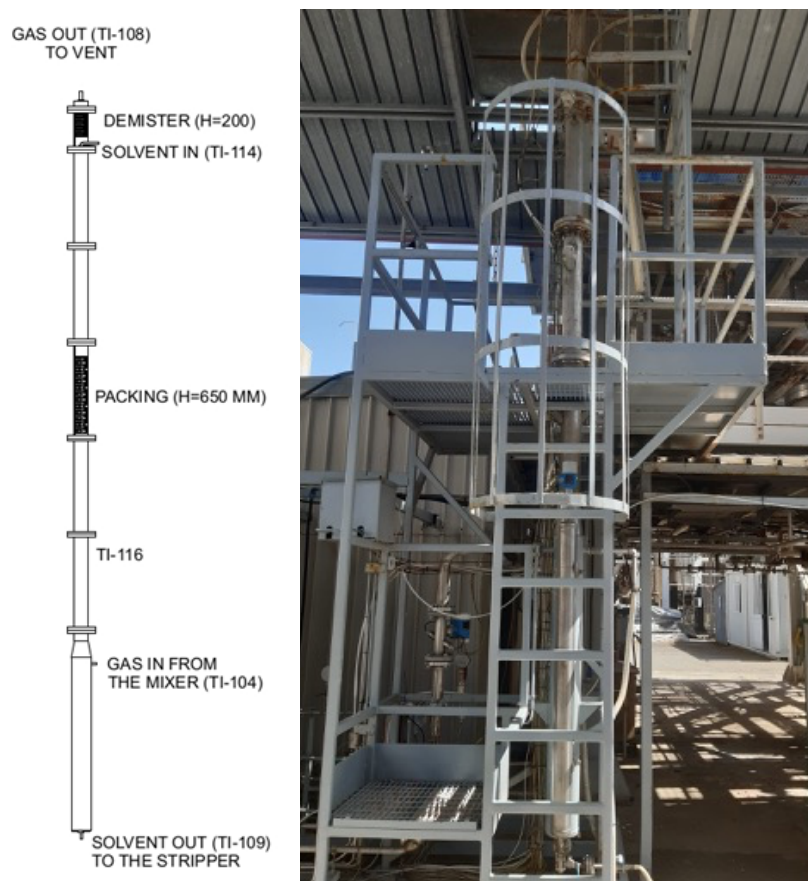 GAS OUT (TI-108)
TO VENT
DEMISTER (H=200)
SOLVENT IN (TI-114)
PACKING (H=650 MM)
TI-116
GAS IN FROM
THE MIXER (TI-104)
SOLVENT OUT (TI-109)
TO THE STRIPPER